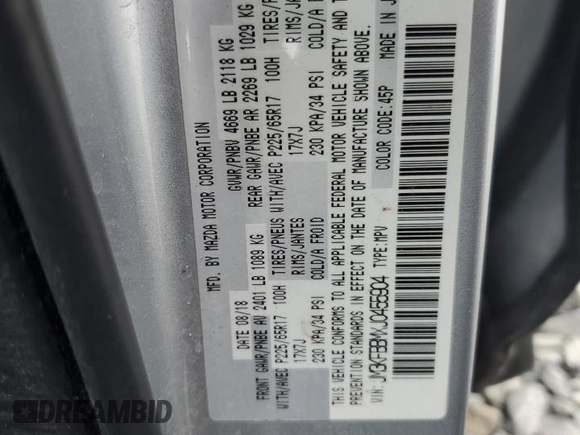 MFD. BY MAZDA MOTOR CORPORATION
DATE 08/18 GVWR/PNBV 4669 LB 2118 KG
FRONT GAWR/PNBE AV 2401 LB 1089 KG REAR GAWR/PNBE AR 2269 LB 1029 KG
WITH/AVEC P225/65R17 100H TIRES/PNEUS WITH/AVEC P225/65R17 100H TIRES/
17X7J RIMS/JANTES 17X7J RIMS/
230 KPA/34 PSI COLD/A FROID 230 KPA/34 PSI COLD/A
THIS VEHICLE CONFORMS TO ALL APPLICABLE FEDERAL MOTOR VEHICLE SAFETY AND
STANDARDS IN EFFECT ON THE DATE OF MANUFACTURE SHOWN ABOVE.
VIN: JM3KFBBMXJ0455904 TYPE:MPV COLOR CODE:45P MADE IN
DREAMBID